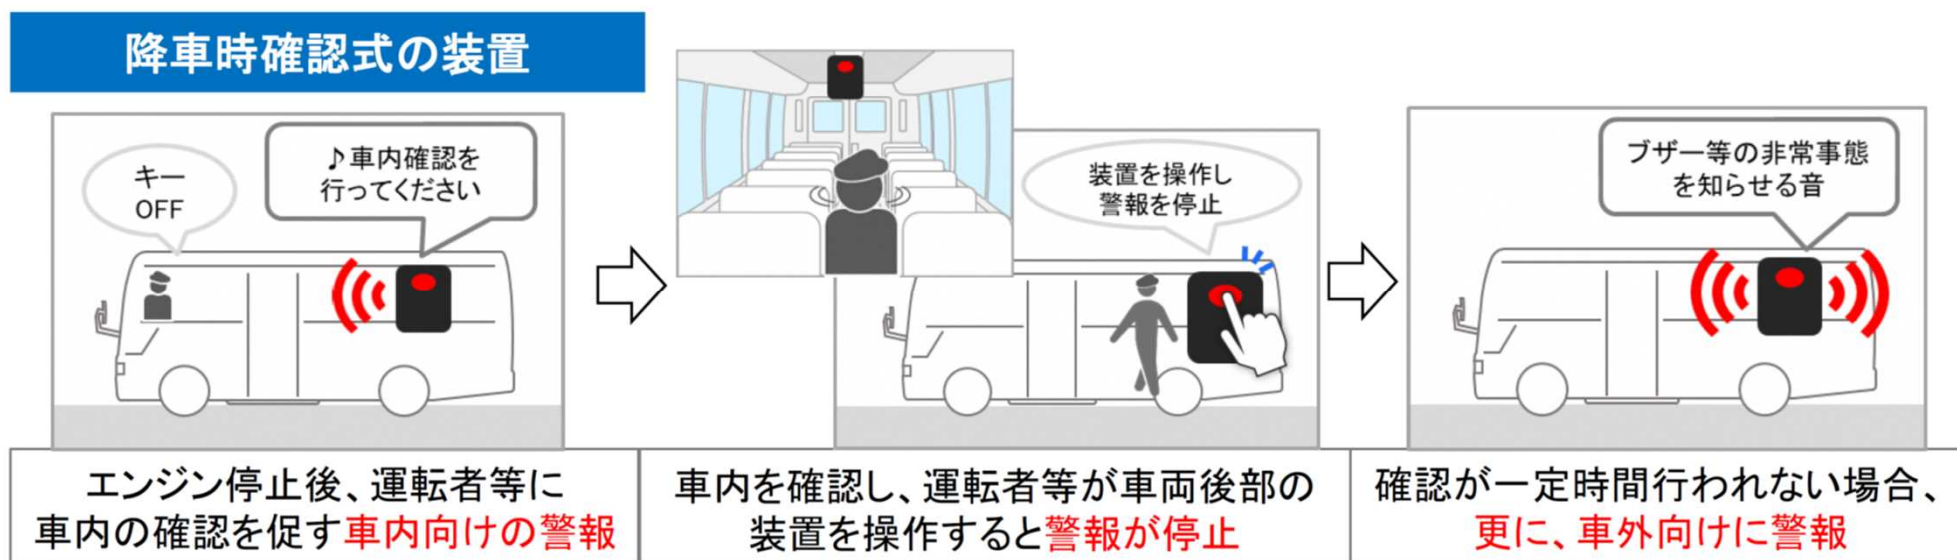 降車時確認式の装置
キー
OFF
♪車内確認を
行ってください
装置を操作し
警報を停止
ブザー等の非常事態
を知らせる音
エンジン停止後、運転者等に
車内の確認を促す車内向けの警報
車内を確認し、運転者等が車両後部の
装置を操作すると警報が停止
確認が一定時間行われない場合、
更に、車外向けに警報